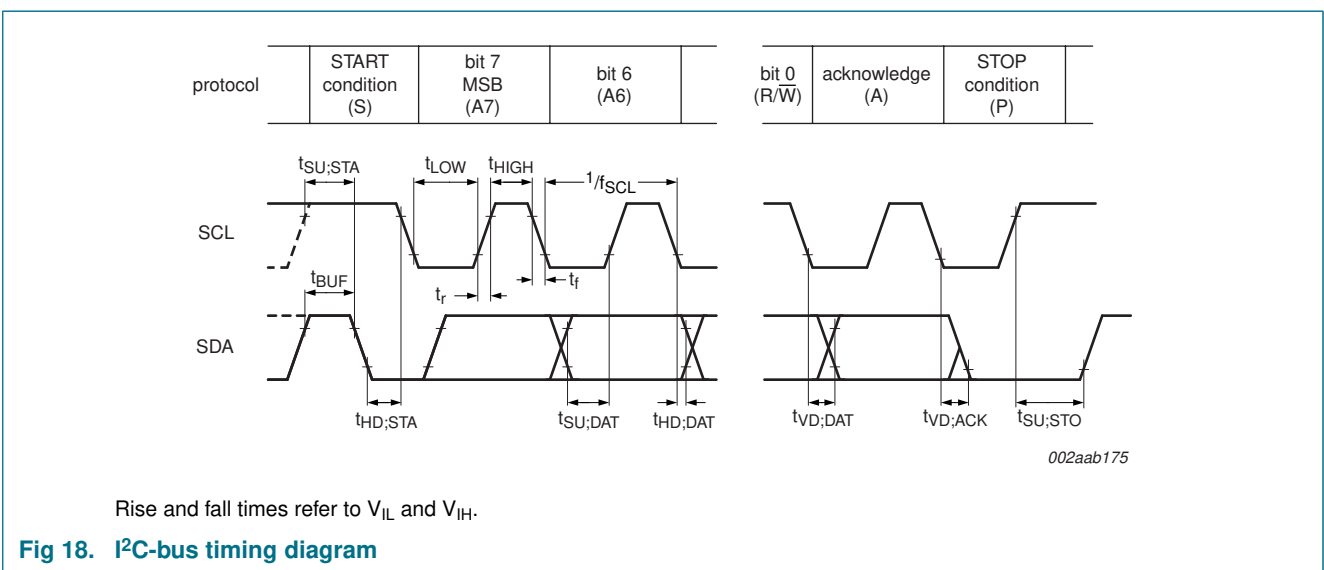 protocol
START
condition
(S)
bit 7
MSB
(A7)
bit 6
(A6)
bit 0
(R/W̅)
acknowledge
(A)
STOP
condition
(P)
tSU;STA
tLOW
tHIGH
1/fSCL
SCL
tBUF
tr
tf
SDA
tHD;STA
tSU;DAT
tHD;DAT
tVD;DAT
tVD;ACK
tSU;STO
002aab175
Rise and fall times refer to VIL and VIH.
Fig 18. I²C-bus timing diagram